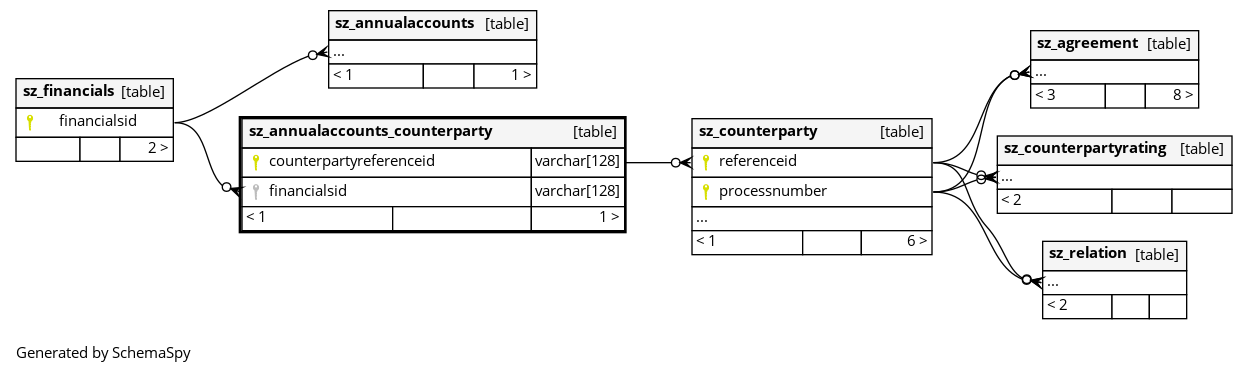 sz_annualaccounts [table]
...
< 1 1 >
sz_financials [table]
financialsid
2 >
sz_annualaccounts_counterparty [table]
counterpartyreferenceid varchar[128]
financialsid varchar[128]
< 1 1 >
sz_counterparty [table]
referenceid
processnumber
...
< 1 6 >
sz_agreement [table]
...
< 3 8 >
sz_counterpartyrating [table]
...
< 2
sz_relation [table]
...
< 2
Generated by SchemaSpy